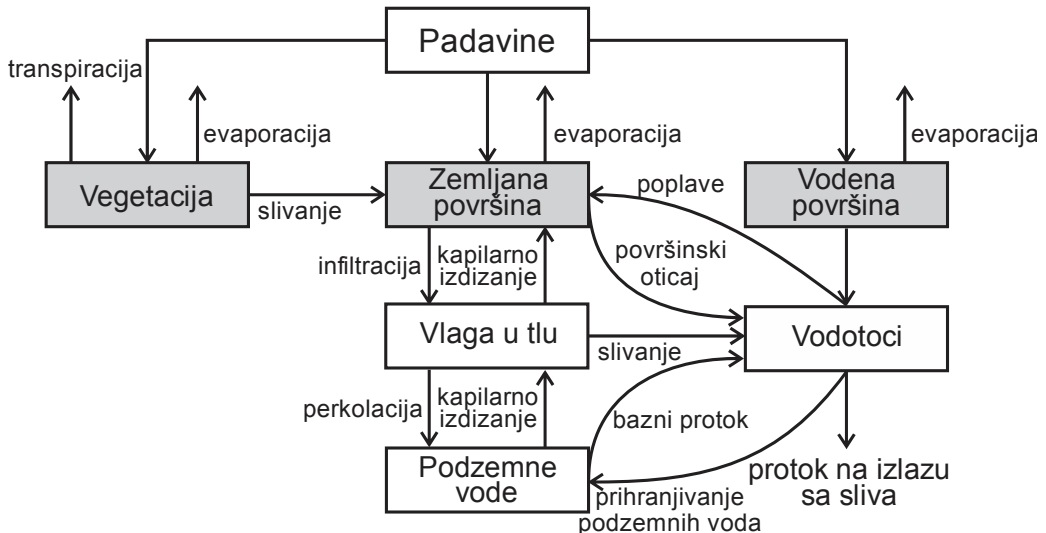 Padavine
transpiracija
evaporacija
evaporacija
evaporacija
Vegetacija
slivanje
Zemljana
površina
poplave
Vodena
površina
infiltracija
kapilarno
izdizanje
površinski
oticaj
Vlaga u tlu
slivanje
Vodotoci
perkolacija
kapilarno
izdizanje
bazni protok
Podzemne
vode
prihranjivanje
podzemnih voda
protok na izlazu
sa sliva